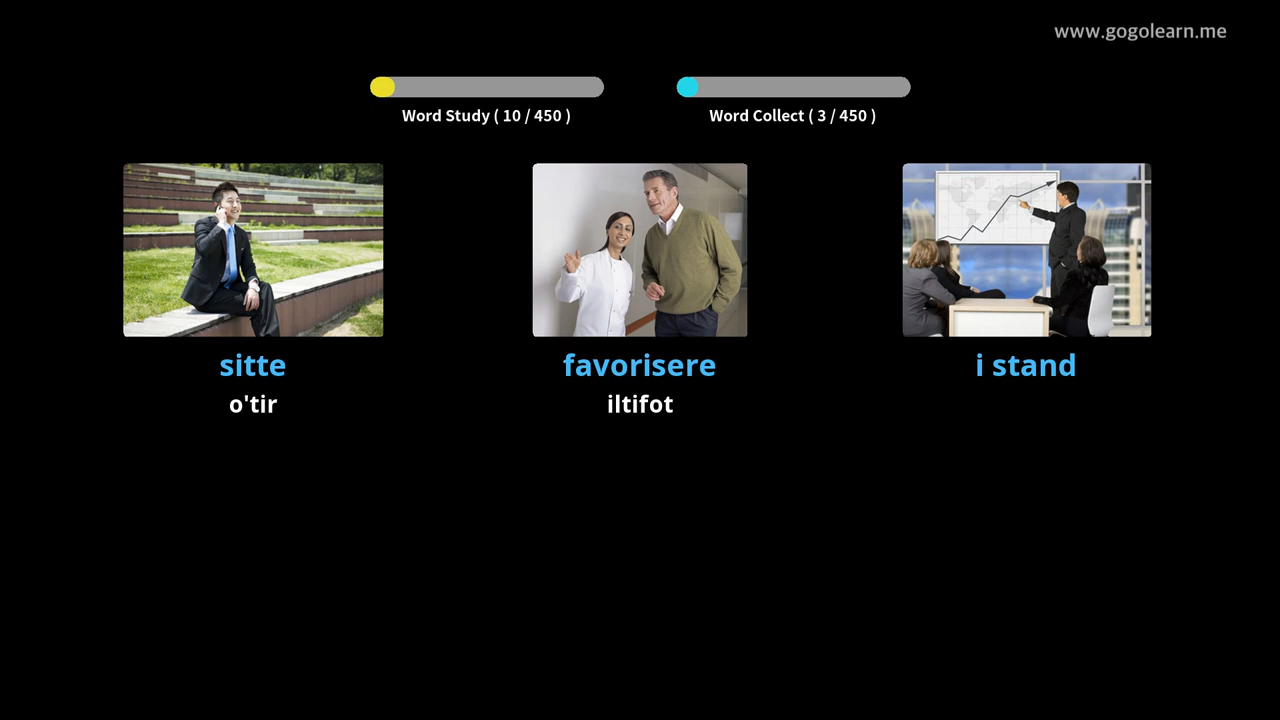 www.gogolearn.me
Word Study ( 10 / 450 )
Word Collect ( 3 / 450 )
sitte
o'tir
favorisere
iltifot
i stand